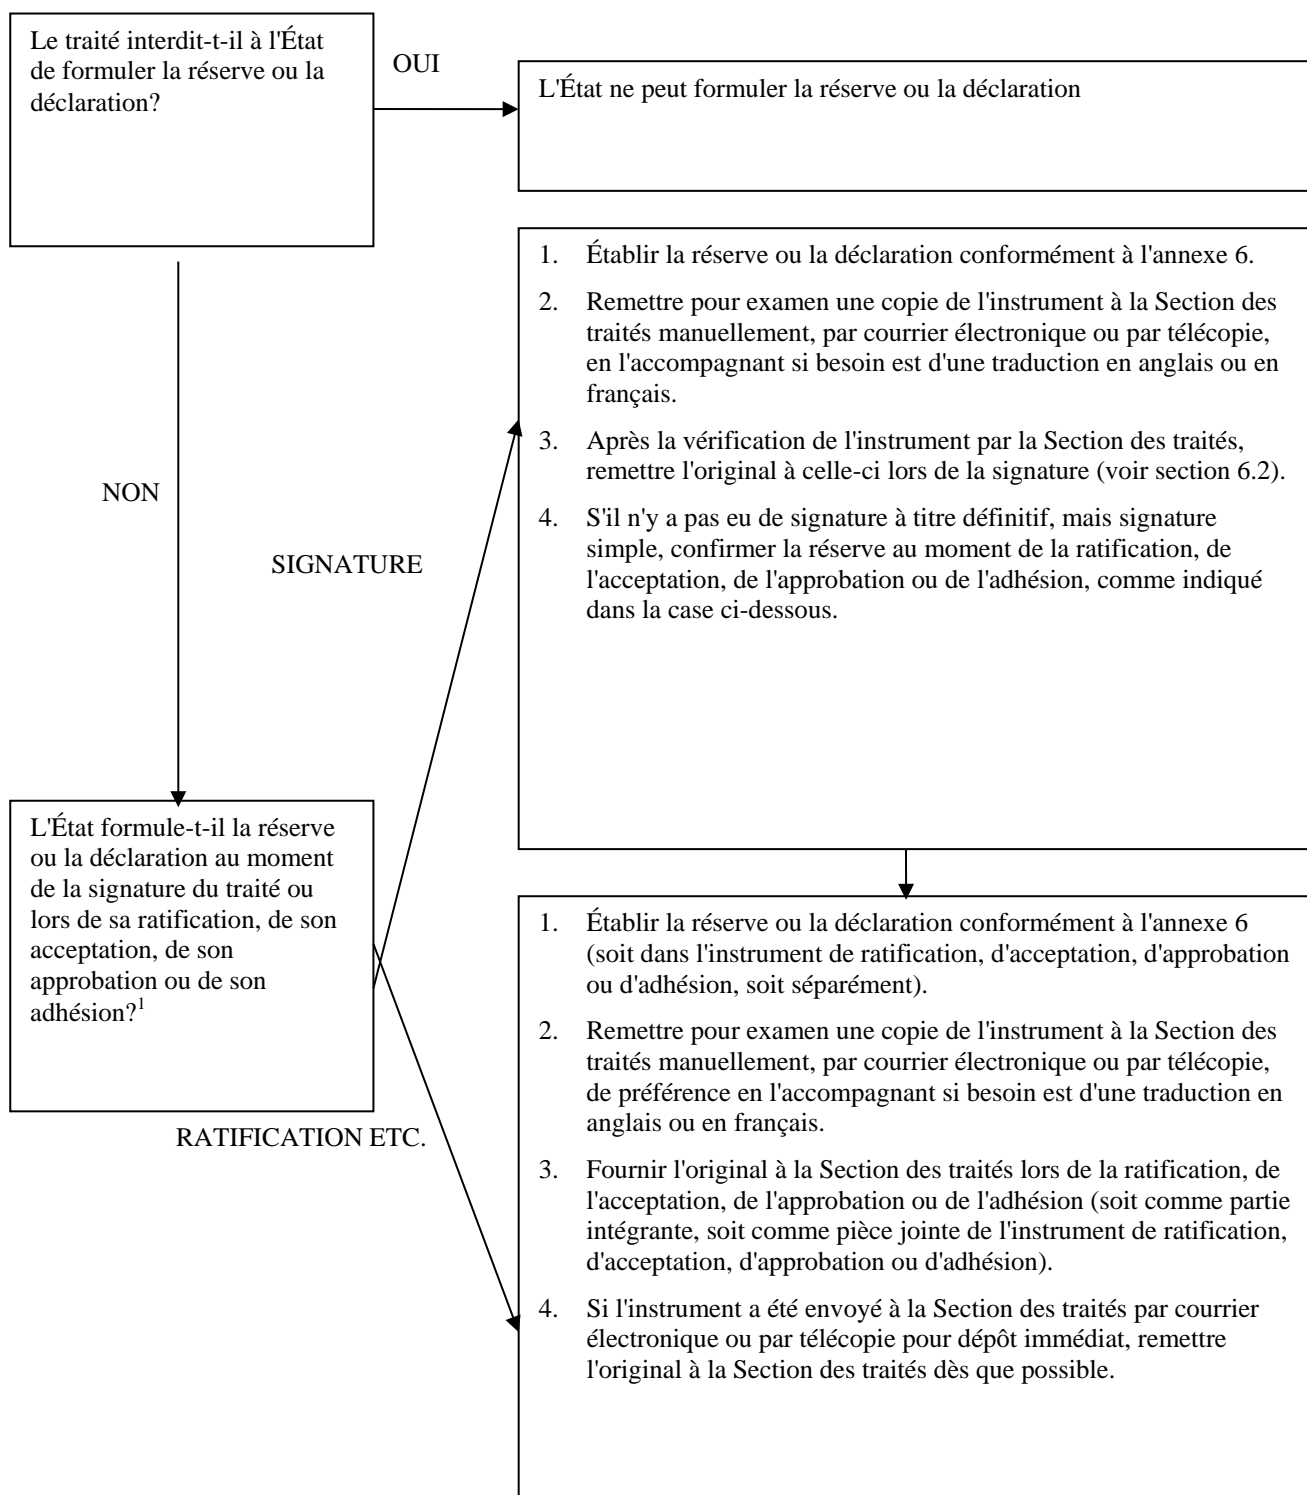 Le traité interdit-t-il à l'État
de formuler la réserve ou la
déclaration?
OUI
L'État ne peut formuler la réserve ou la déclaration
1. Établir la réserve ou la déclaration conformément à l'annexe 6.
2. Remettre pour examen une copie de l'instrument à la Section des
traités manuellement, par courrier électronique ou par télécopie,
en l'accompagnant si besoin est d'une traduction en anglais ou en
français.
3. Après la vérification de l'instrument par la Section des traités,
remettre l'original à celle-ci lors de la signature (voir section 6.2).
4. S'il n'y a pas eu de signature à titre définitif, mais signature
simple, confirmer la réserve au moment de la ratification, de
l'acceptation, de l'approbation ou de l'adhésion, comme indiqué
dans la case ci-dessous.
NON
SIGNATURE
L'État formule-t-il la réserve
ou la déclaration au moment
de la signature du traité ou
lors de sa ratification, de son
acceptation, de son
approbation ou de son
adhésion?¹
RATIFICATION ETC.
1. Établir la réserve ou la déclaration conformément à l'annexe 6
(soit dans l'instrument de ratification, d'acceptation, d'approbation
ou d'adhésion, soit séparément).
2. Remettre pour examen une copie de l'instrument à la Section des
traités manuellement, par courrier électronique ou par télécopie,
de préférence en l'accompagnant si besoin est d'une traduction en
anglais ou en français.
3. Fournir l'original à la Section des traités lors de la ratification, de
l'acceptation, de l'approbation ou de l'adhésion (soit comme partie
intégrante, soit comme pièce jointe de l'instrument de ratification,
d'acceptation, d'approbation ou d'adhésion).
4. Si l'instrument a été envoyé à la Section des traités par courrier
électronique ou par télécopie pour dépôt immédiat, remettre
l'original à la Section des traités dès que possible.